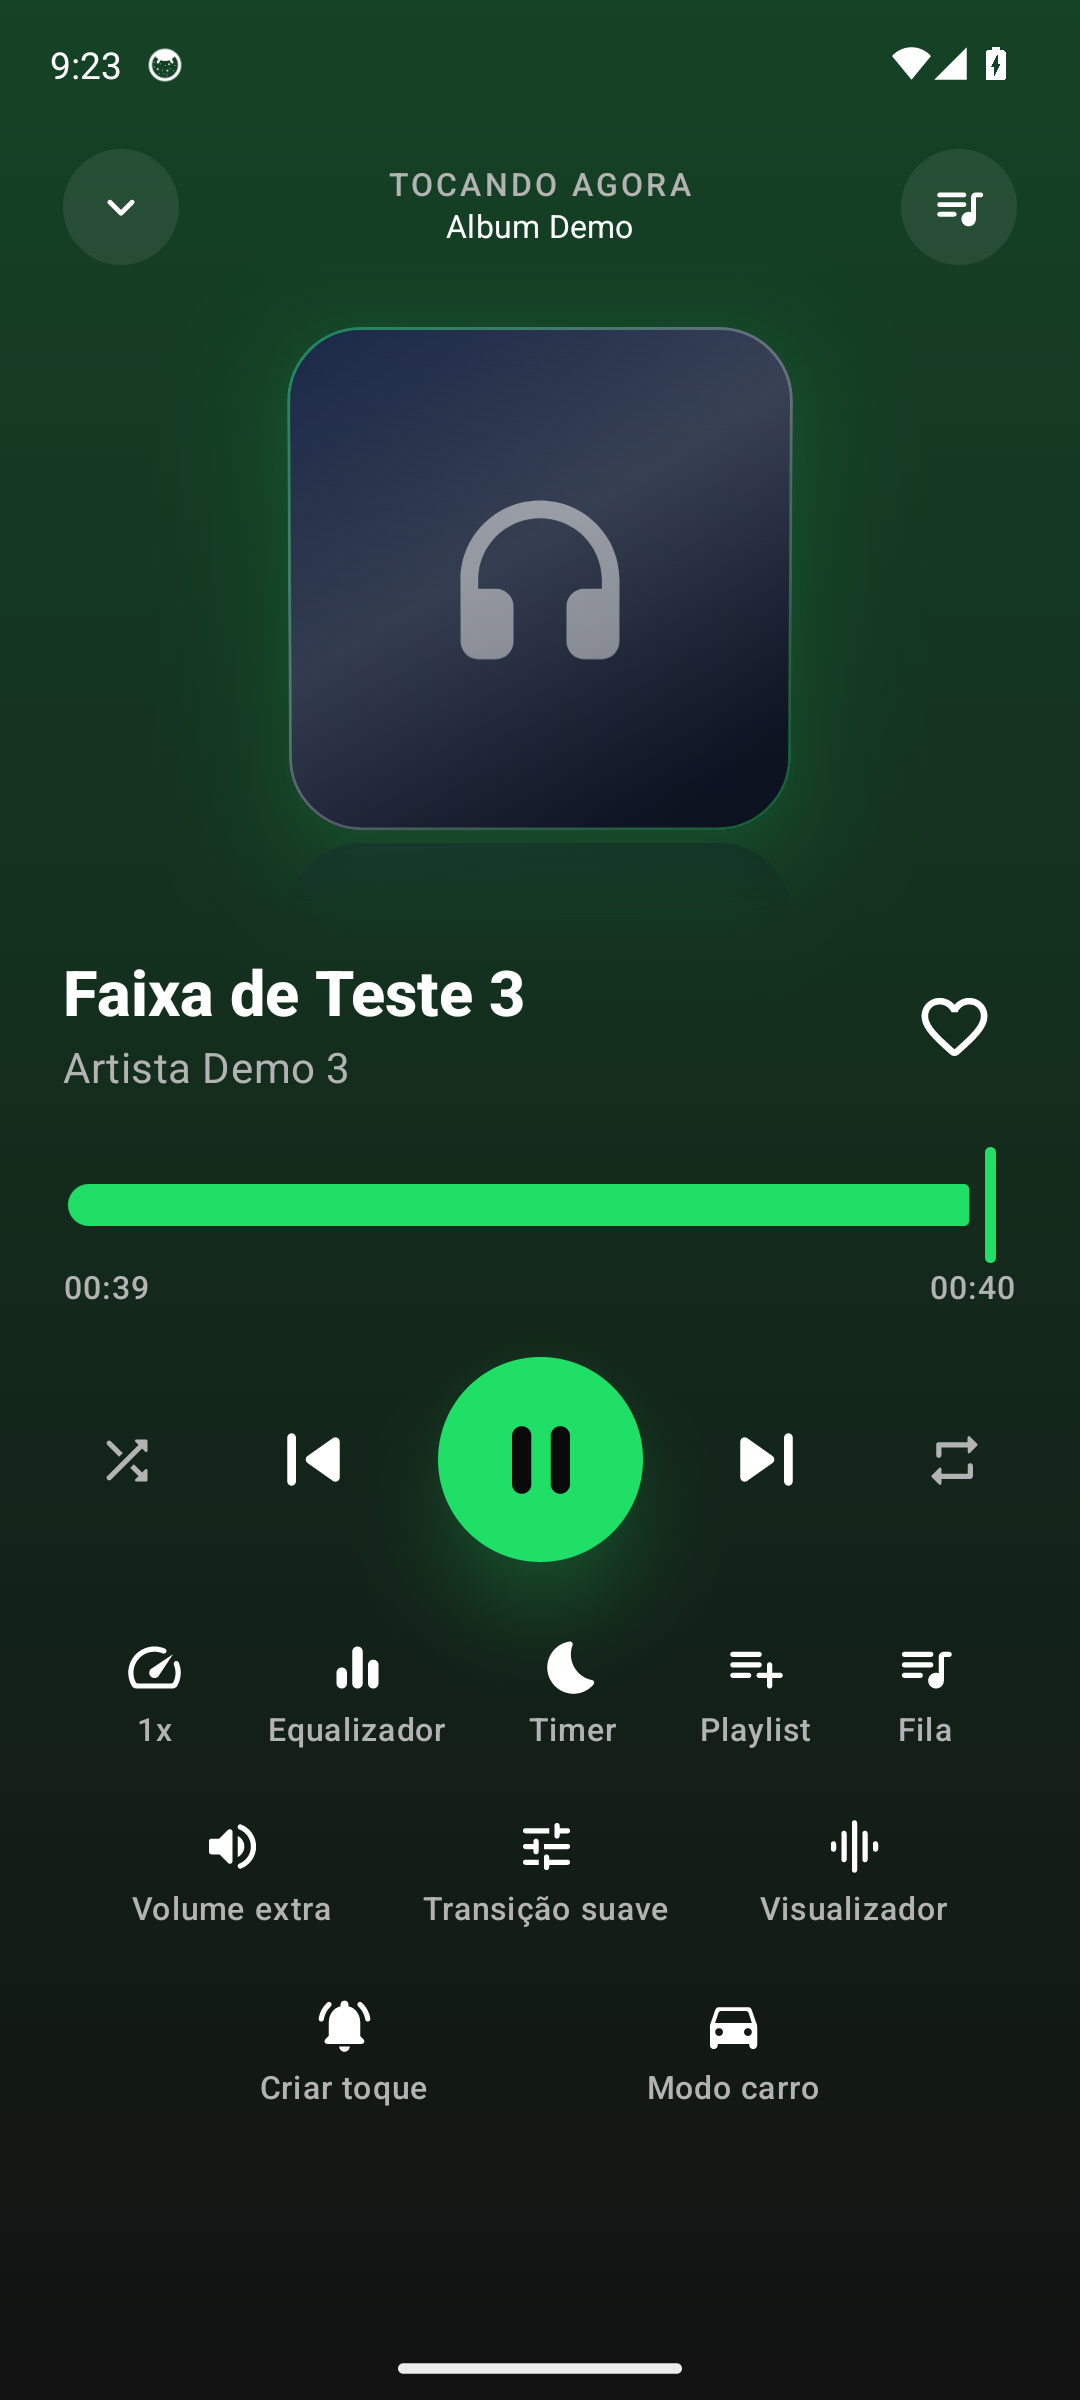 9:23
TOCANDO AGORA
Album Demo
Faixa de Teste 3
Artista Demo 3
00:39 00:40
1x Equalizador Timer Playlist Fila
Volume extra Transição suave Visualizador
Criar toque Modo carro